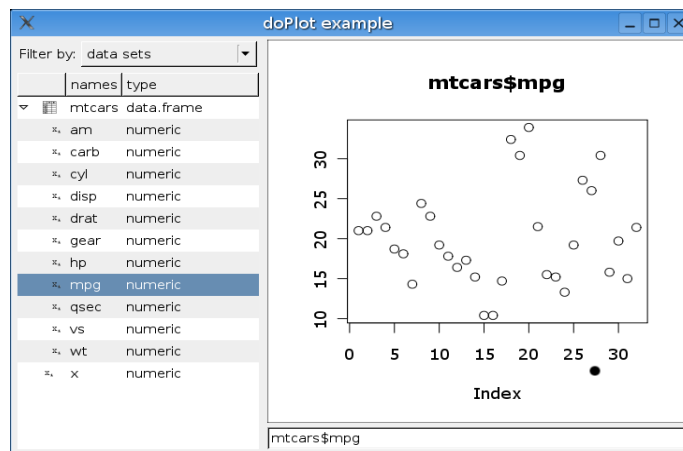 doPlot example
Filter by: data sets
names type
mtcars data.frame
am numeric
carb numeric
cyl numeric
disp numeric
drat numeric
gear numeric
hp numeric
mpg numeric
qsec numeric
vs numeric
wt numeric
x numeric
mtcars$mpg
30
25
20
15
10
0 5 10 15 20 25 30
Index
mtcars$mpg